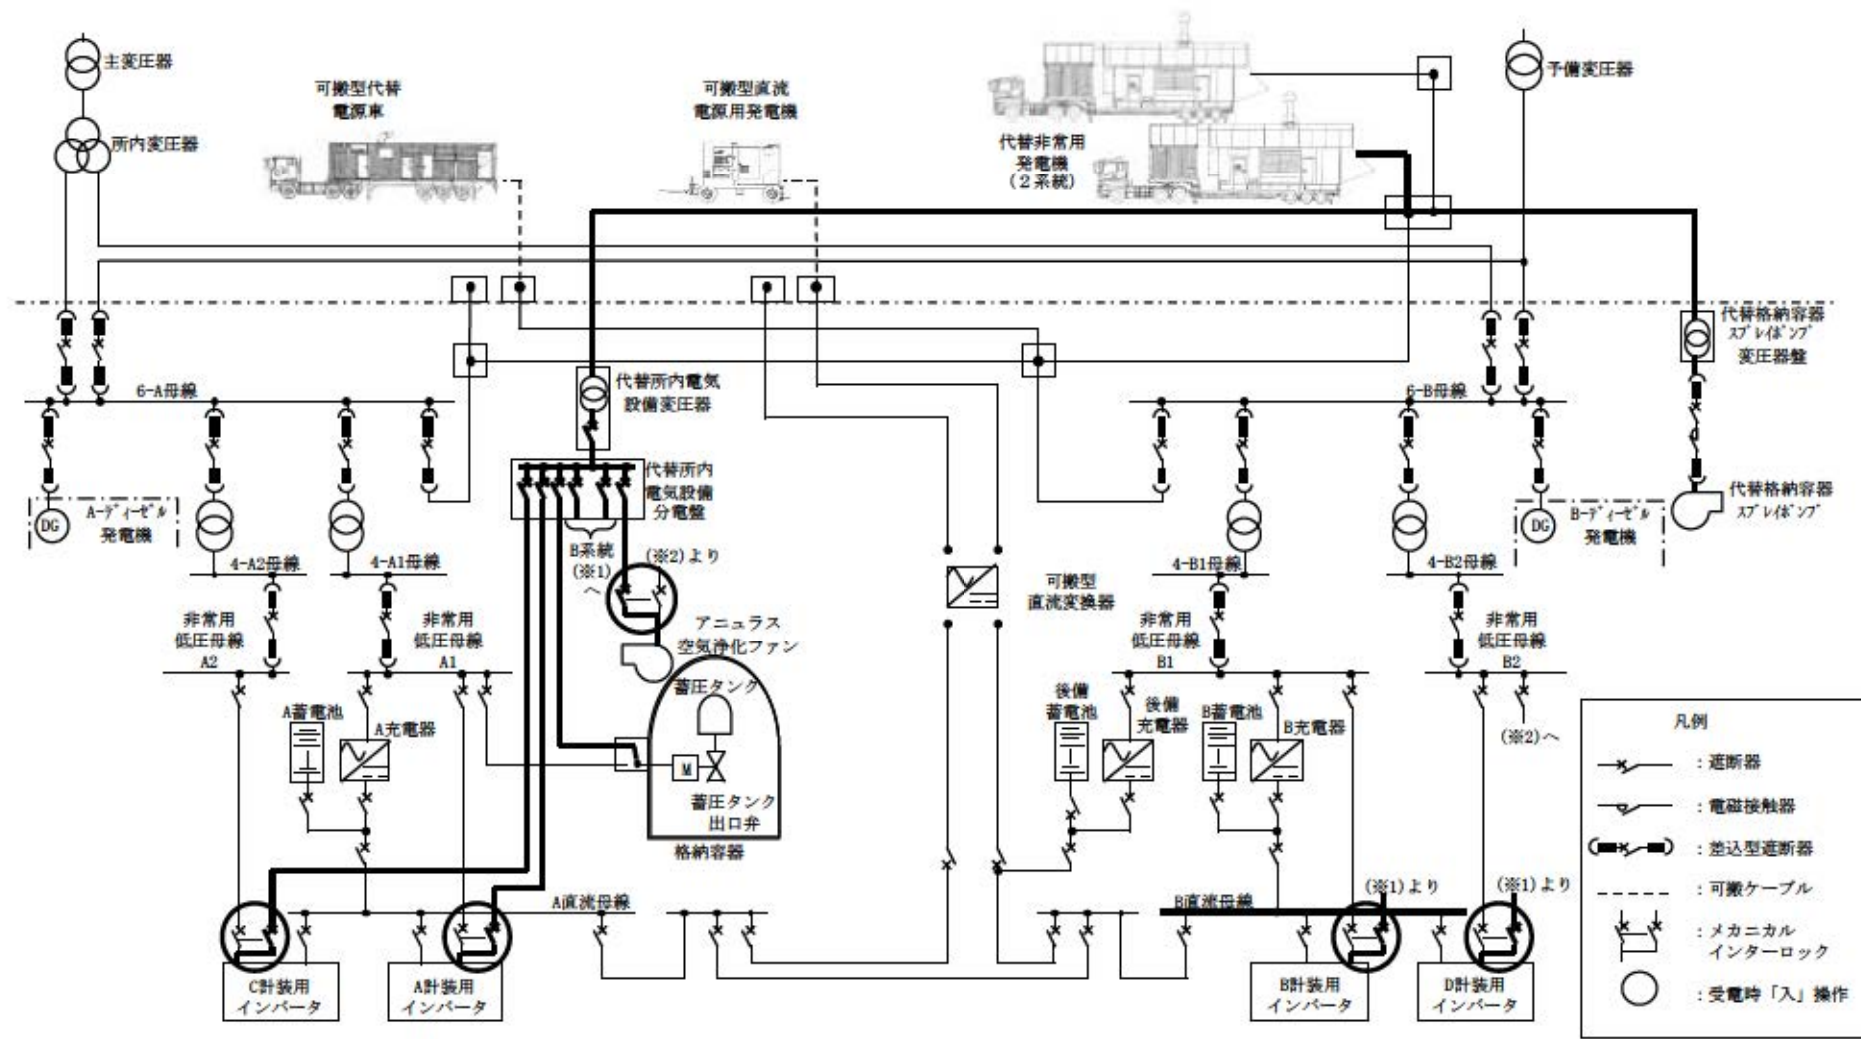 主変圧器
所内変圧器
可搬型代替
電源車
可搬型直流
電源用発電機
代替非常用
発電機
(2系統)
予備変圧器
代替格納容器
ｽﾌﾟﾚｲﾎﾟﾝﾌﾟ
変圧器盤
6-A母線
代替所内電気
設備変圧器
6-B母線
代替所内
電気設備
分電盤
DG
A-ﾃﾞｨｰｾﾞﾙ
発電機
DG
B-ﾃﾞｨｰｾﾞﾙ
発電機
代替格納容器
ｽﾌﾟﾚｲﾎﾟﾝﾌﾟ
B系統
(※1)
へ
(※2)より
4-A2母線
4-A1母線
4-B1母線
4-B2母線
可搬型
直流変換器
非常用
低圧母線
A2
非常用
低圧母線
A1
アニュラス
空気浄化ファン
非常用
低圧母線
B1
非常用
低圧母線
B2
蓄圧タンク
A蓄電池
A充電器
後備
蓄電池
後備
充電器
B蓄電池
B充電器
(※2)へ
M
蓄圧タンク
出口弁
格納容器
A直流母線
B直流母線
(※1)より
(※1)より
C計装用
インバータ
A計装用
インバータ
B計装用
インバータ
D計装用
インバータ
凡例
：遮断器
：電磁接触器
：差込型遮断器
：可搬ケーブル
：メカニカル
インターロック
：受電時「入」操作